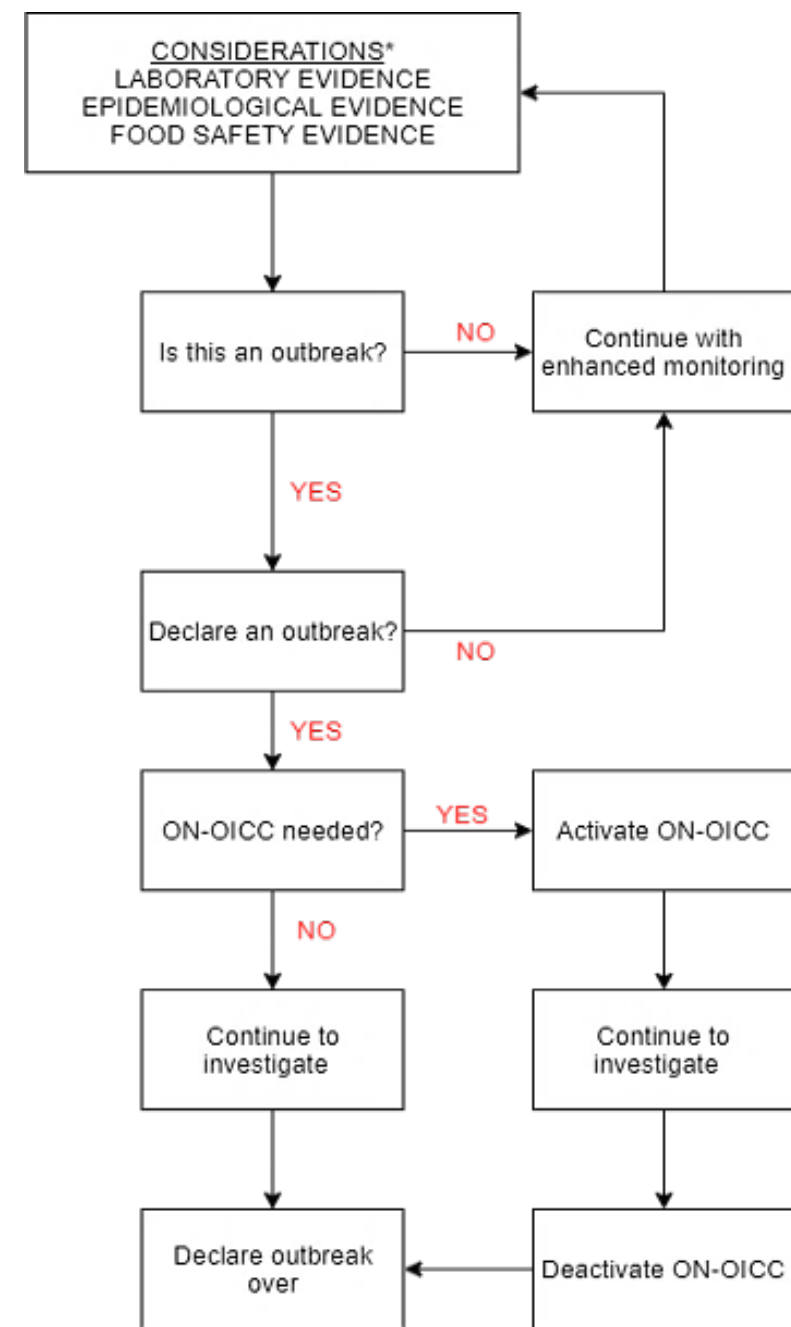 CONSIDERATIONS*
LABORATORY EVIDENCE
EPIDEMIOLOGICAL EVIDENCE
FOOD SAFETY EVIDENCE
Is this an outbreak?
NO
Continue with
enhanced monitoring
YES
Declare an outbreak?
NO
YES
ON-OICC needed?
YES
Activate ON-OICC
NO
Continue to
investigate
Continue to
investigate
Declare outbreak
over
Deactivate ON-OICC